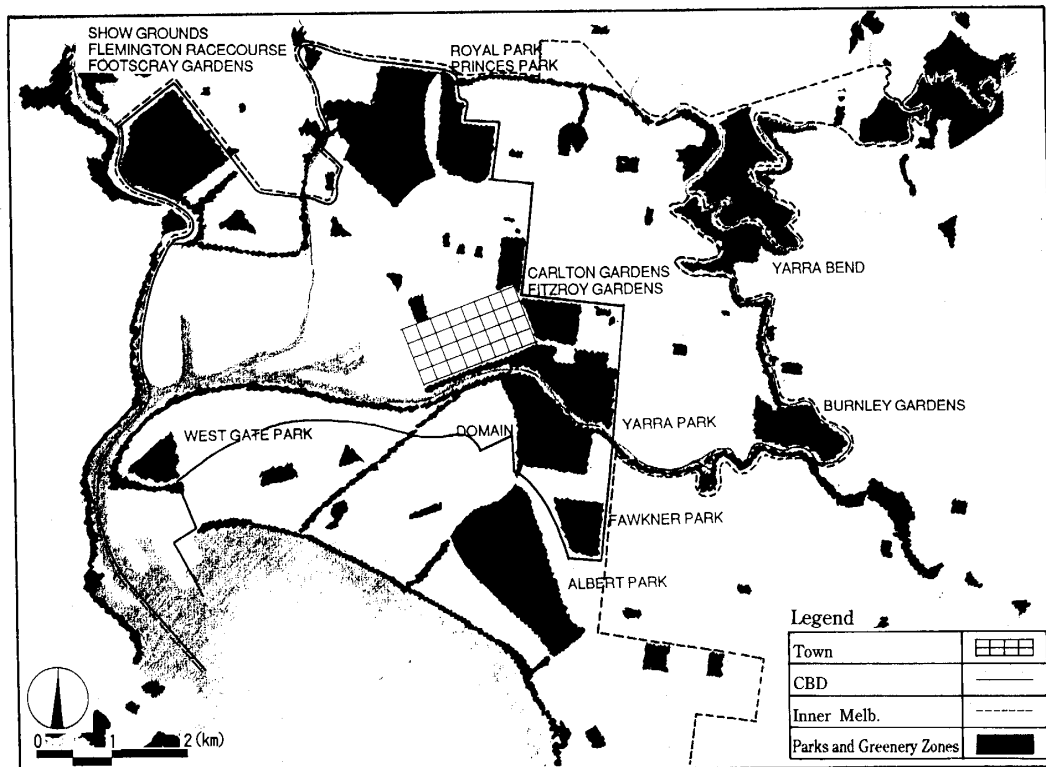 SHOW GROUNDS
FLEMINGTON RACECOURSE
FOOTSCRAY GARDENS
ROYAL PARK
PRINCES PARK
YARRA BEND
CARLTON GARDENS
FITZROY GARDENS
BURNLEY GARDENS
YARRA PARK
DOMAIN
WEST GATE PARK
FAWKNER PARK
ALBERT PARK
Legend
Town
CBD
Inner Melb.
Parks and Greenery Zones
0 1 2 (km)